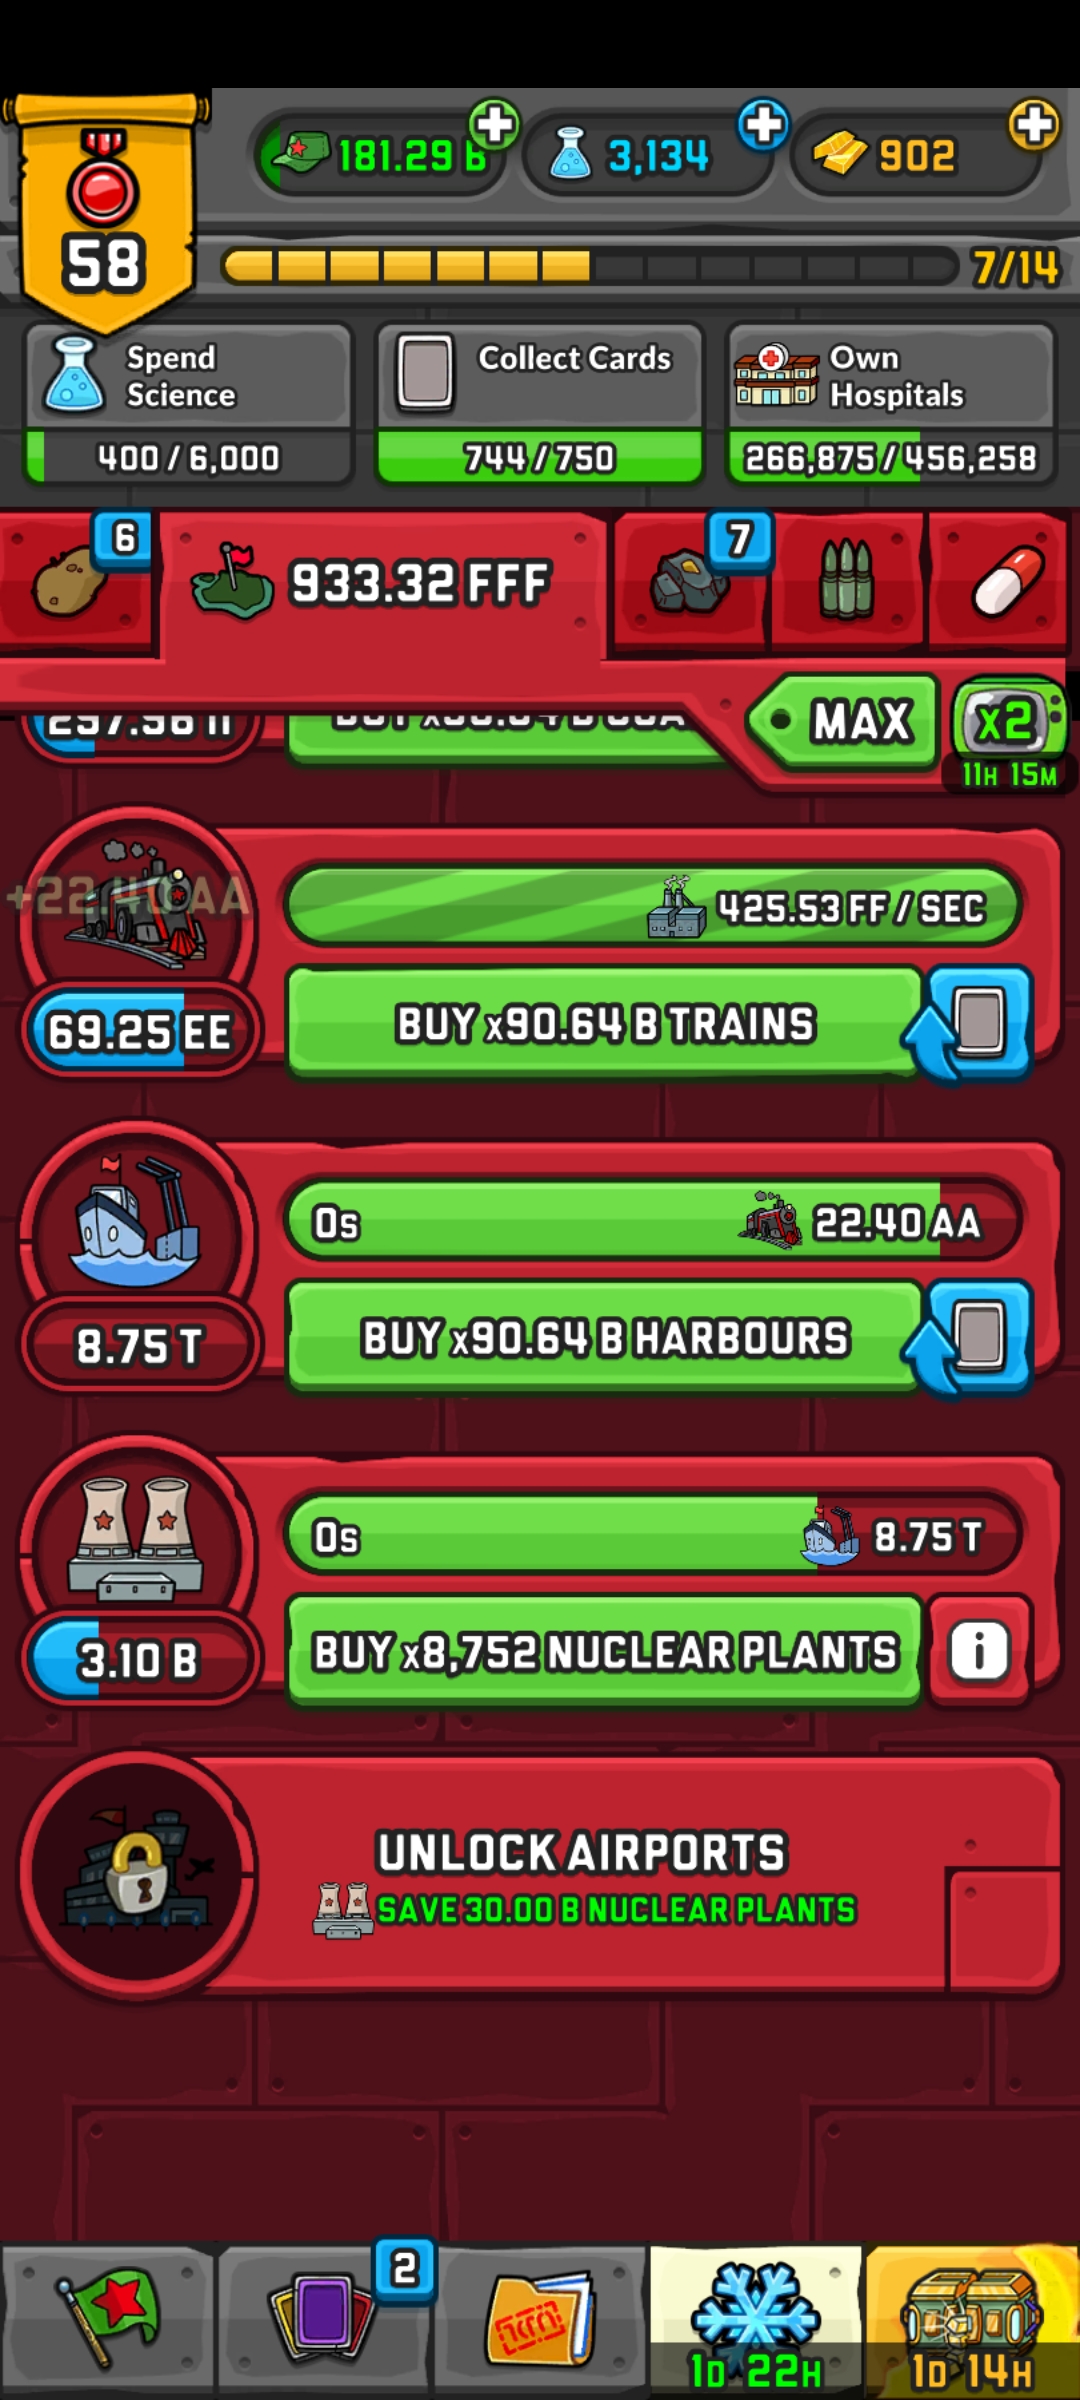 58
181.29 B
3,134
902
7/14
Spend
Science
400 / 6,000
Collect Cards
744 / 750
Own
Hospitals
266,875 / 456,258
6
933.32 FFF
7
MAX
x2
11H 15M
+22.40 AA
425.53 FF / SEC
69.25 EE
BUY x90.64 B TRAINS
0s
22.40 AA
8.75 T
BUY x90.64 B HARBOURS
0s
8.75 T
3.10 B
BUY x8,752 NUCLEAR PLANTS
i
UNLOCK AIRPORTS
SAVE 30.00 B NUCLEAR PLANTS
2
1D 22H
1D 14H